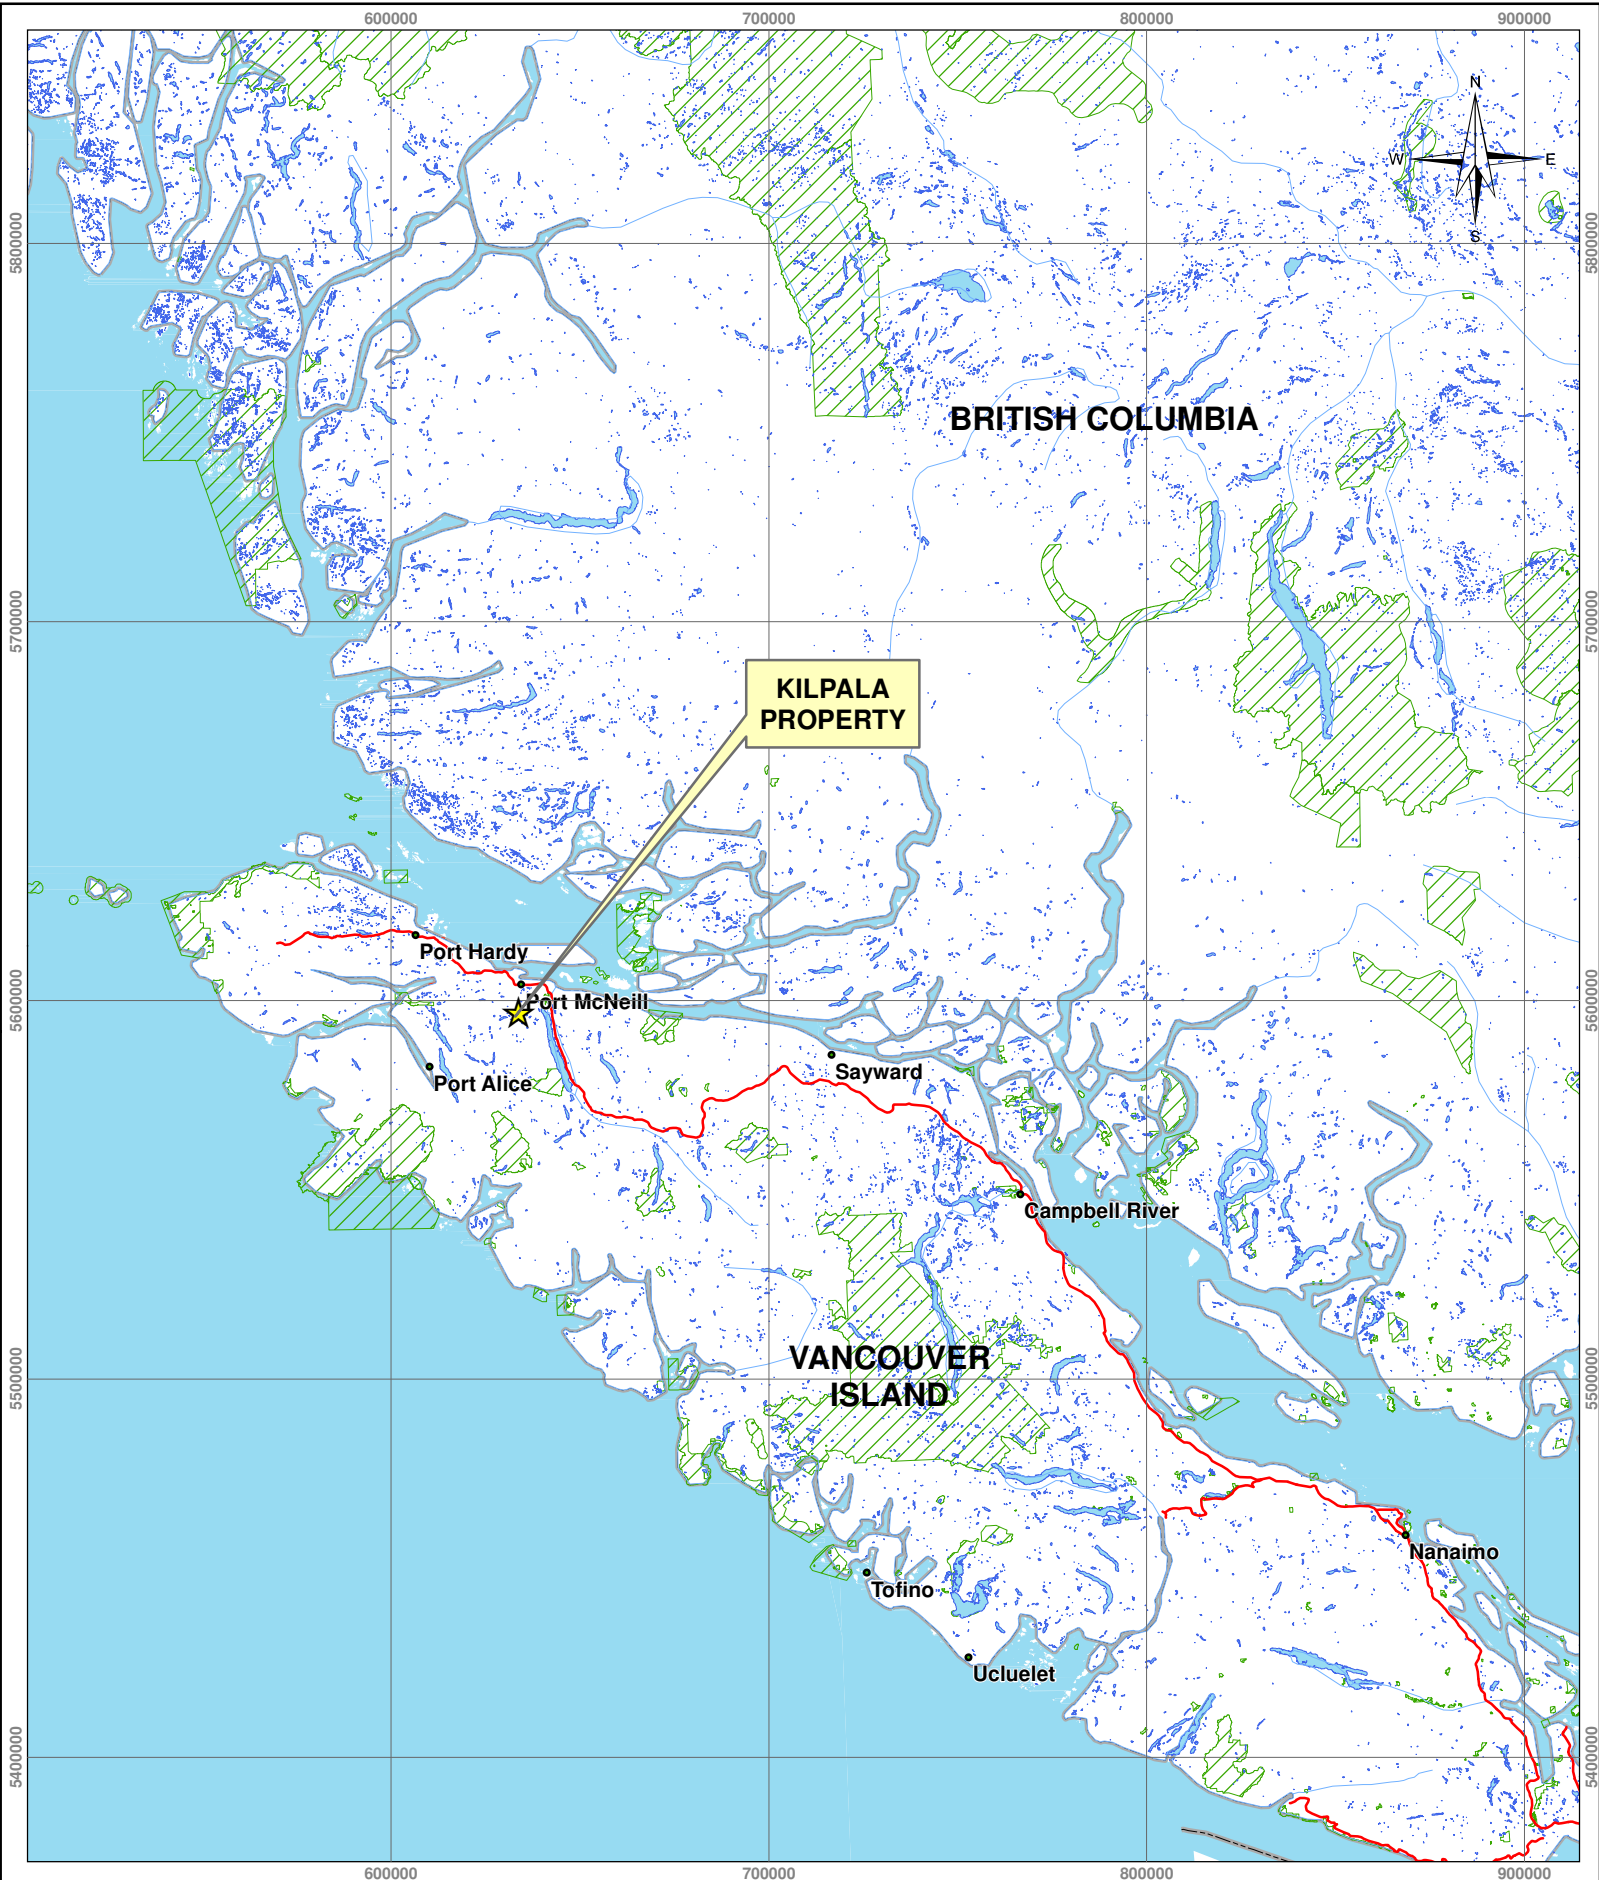 600000
700000
800000
900000
N
W
E
S
5800000
5800000
BRITISH COLUMBIA
5700000
5700000
KILPALA
PROPERTY
Port Hardy
Port McNeill
5600000
5600000
Sayward
Port Alice
Campbell River
VANCOUVER
ISLAND
5500000
5500000
Nanaimo
Tofino
Ucluelet
5400000
5400000
600000
700000
800000
900000